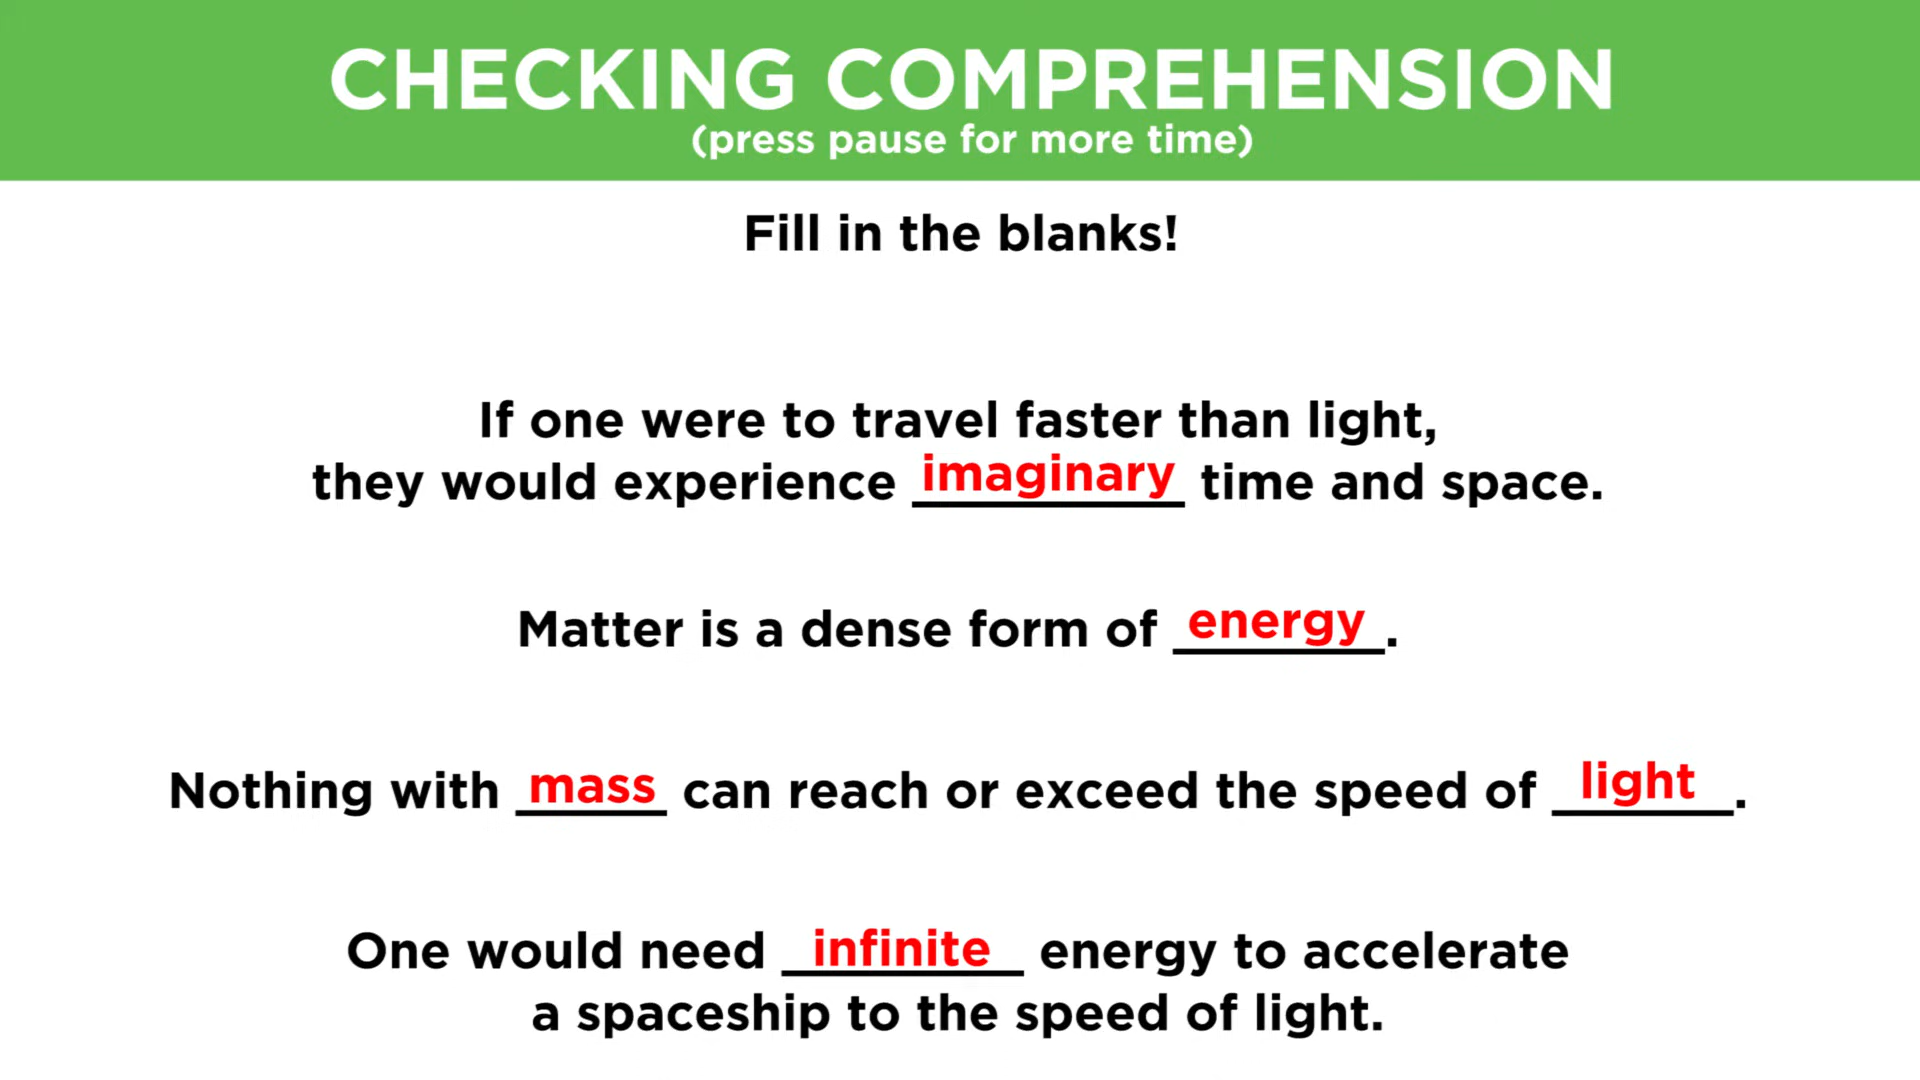 CHECKING COMPREHENSION
(press pause for more time)
Fill in the blanks!
If one were to travel faster than light,
they would experience imaginary time and space.
Matter is a dense form of energy.
Nothing with mass can reach or exceed the speed of light.
One would need infinite energy to accelerate
a spaceship to the speed of light.